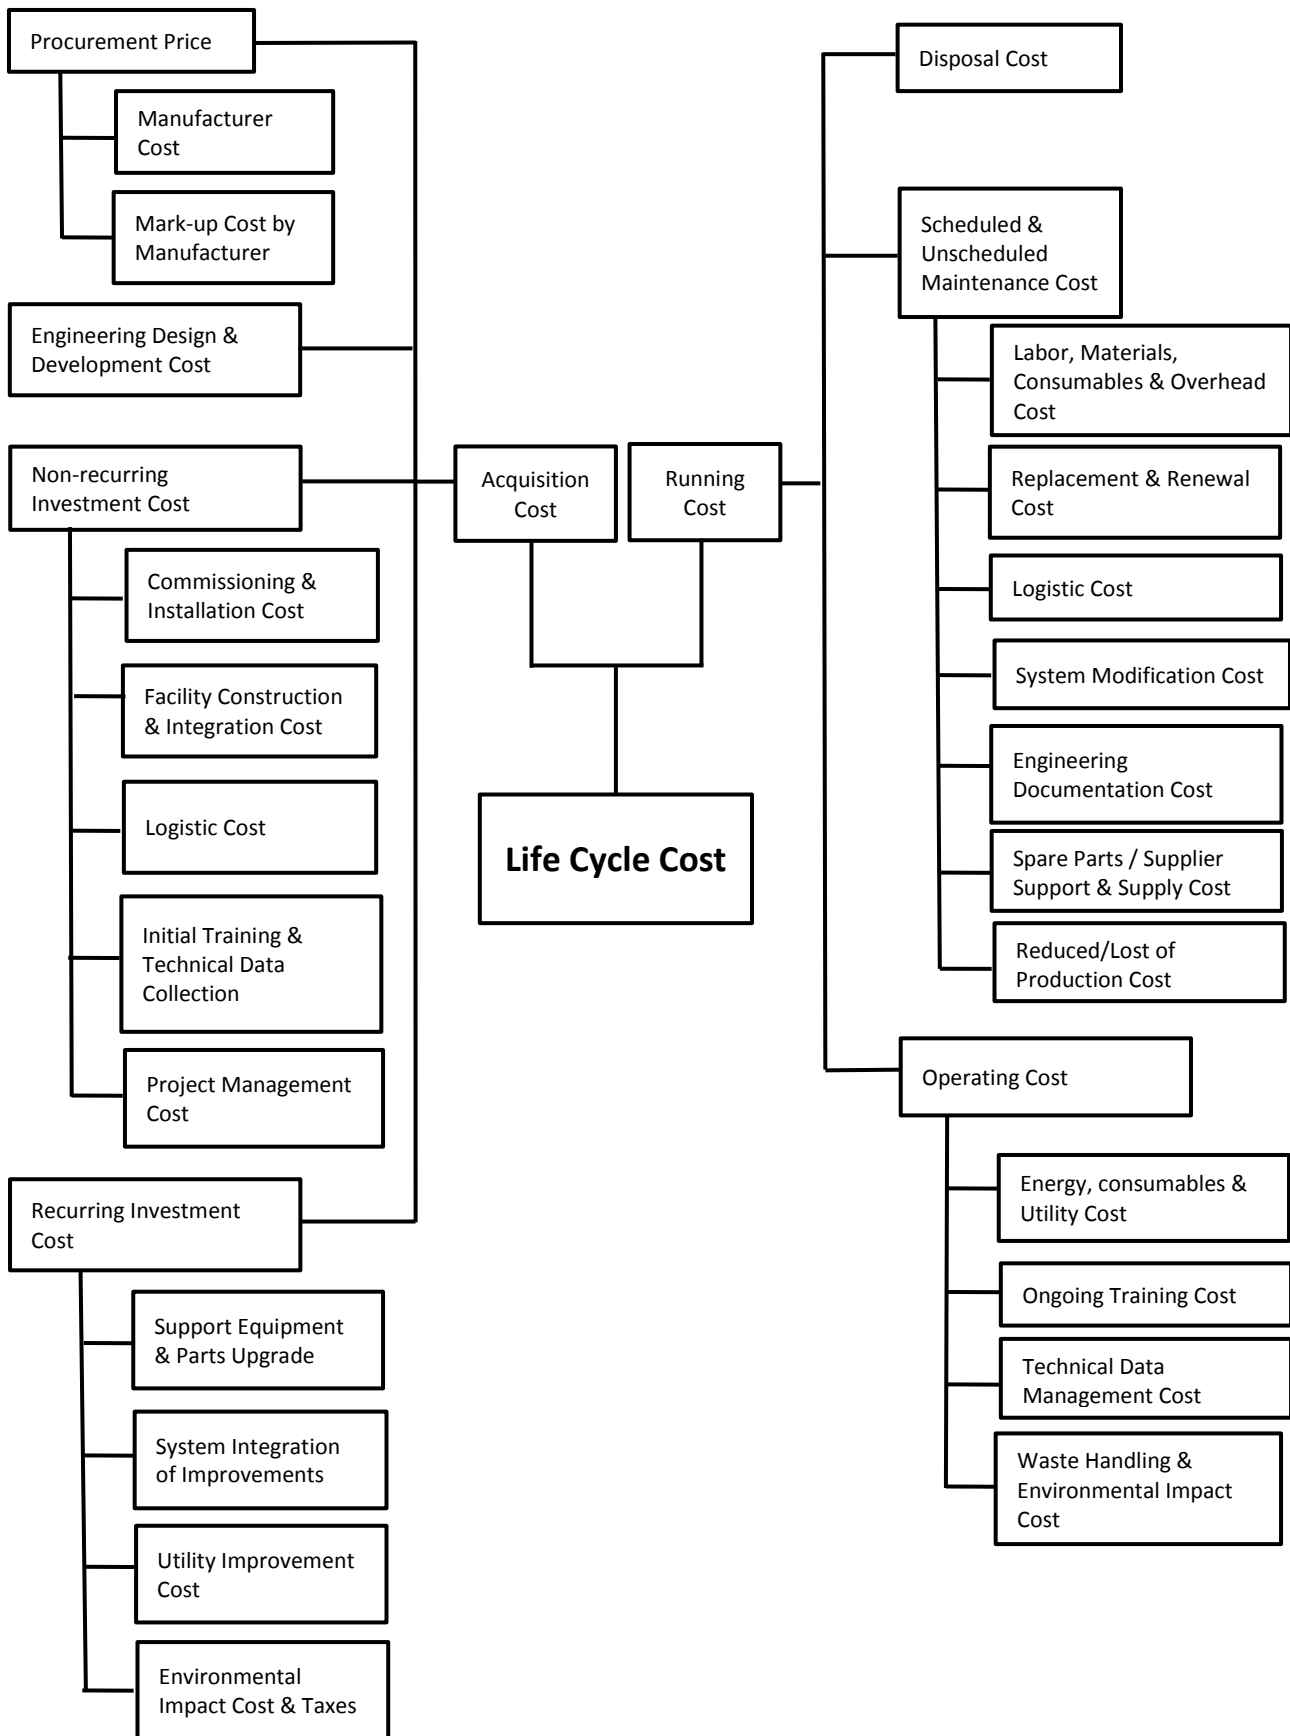 Procurement Price
Manufacturer
Cost
Mark-up Cost by
Manufacturer
Engineering Design &
Development Cost
Non-recurring
Investment Cost
Commissioning &
Installation Cost
Facility Construction
& Integration Cost
Logistic Cost
Initial Training &
Technical Data
Collection
Project Management
Cost
Recurring Investment
Cost
Support Equipment
& Parts Upgrade
System Integration
of Improvements
Utility Improvement
Cost
Environmental
Impact Cost & Taxes
Acquisition
Cost
Running
Cost
Life Cycle Cost
Disposal Cost
Scheduled &
Unscheduled
Maintenance Cost
Labor, Materials,
Consumables & Overhead
Cost
Replacement & Renewal
Cost
Logistic Cost
System Modification Cost
Engineering
Documentation Cost
Spare Parts / Supplier
Support & Supply Cost
Reduced/Lost of
Production Cost
Operating Cost
Energy, consumables &
Utility Cost
Ongoing Training Cost
Technical Data
Management Cost
Waste Handling &
Environmental Impact
Cost